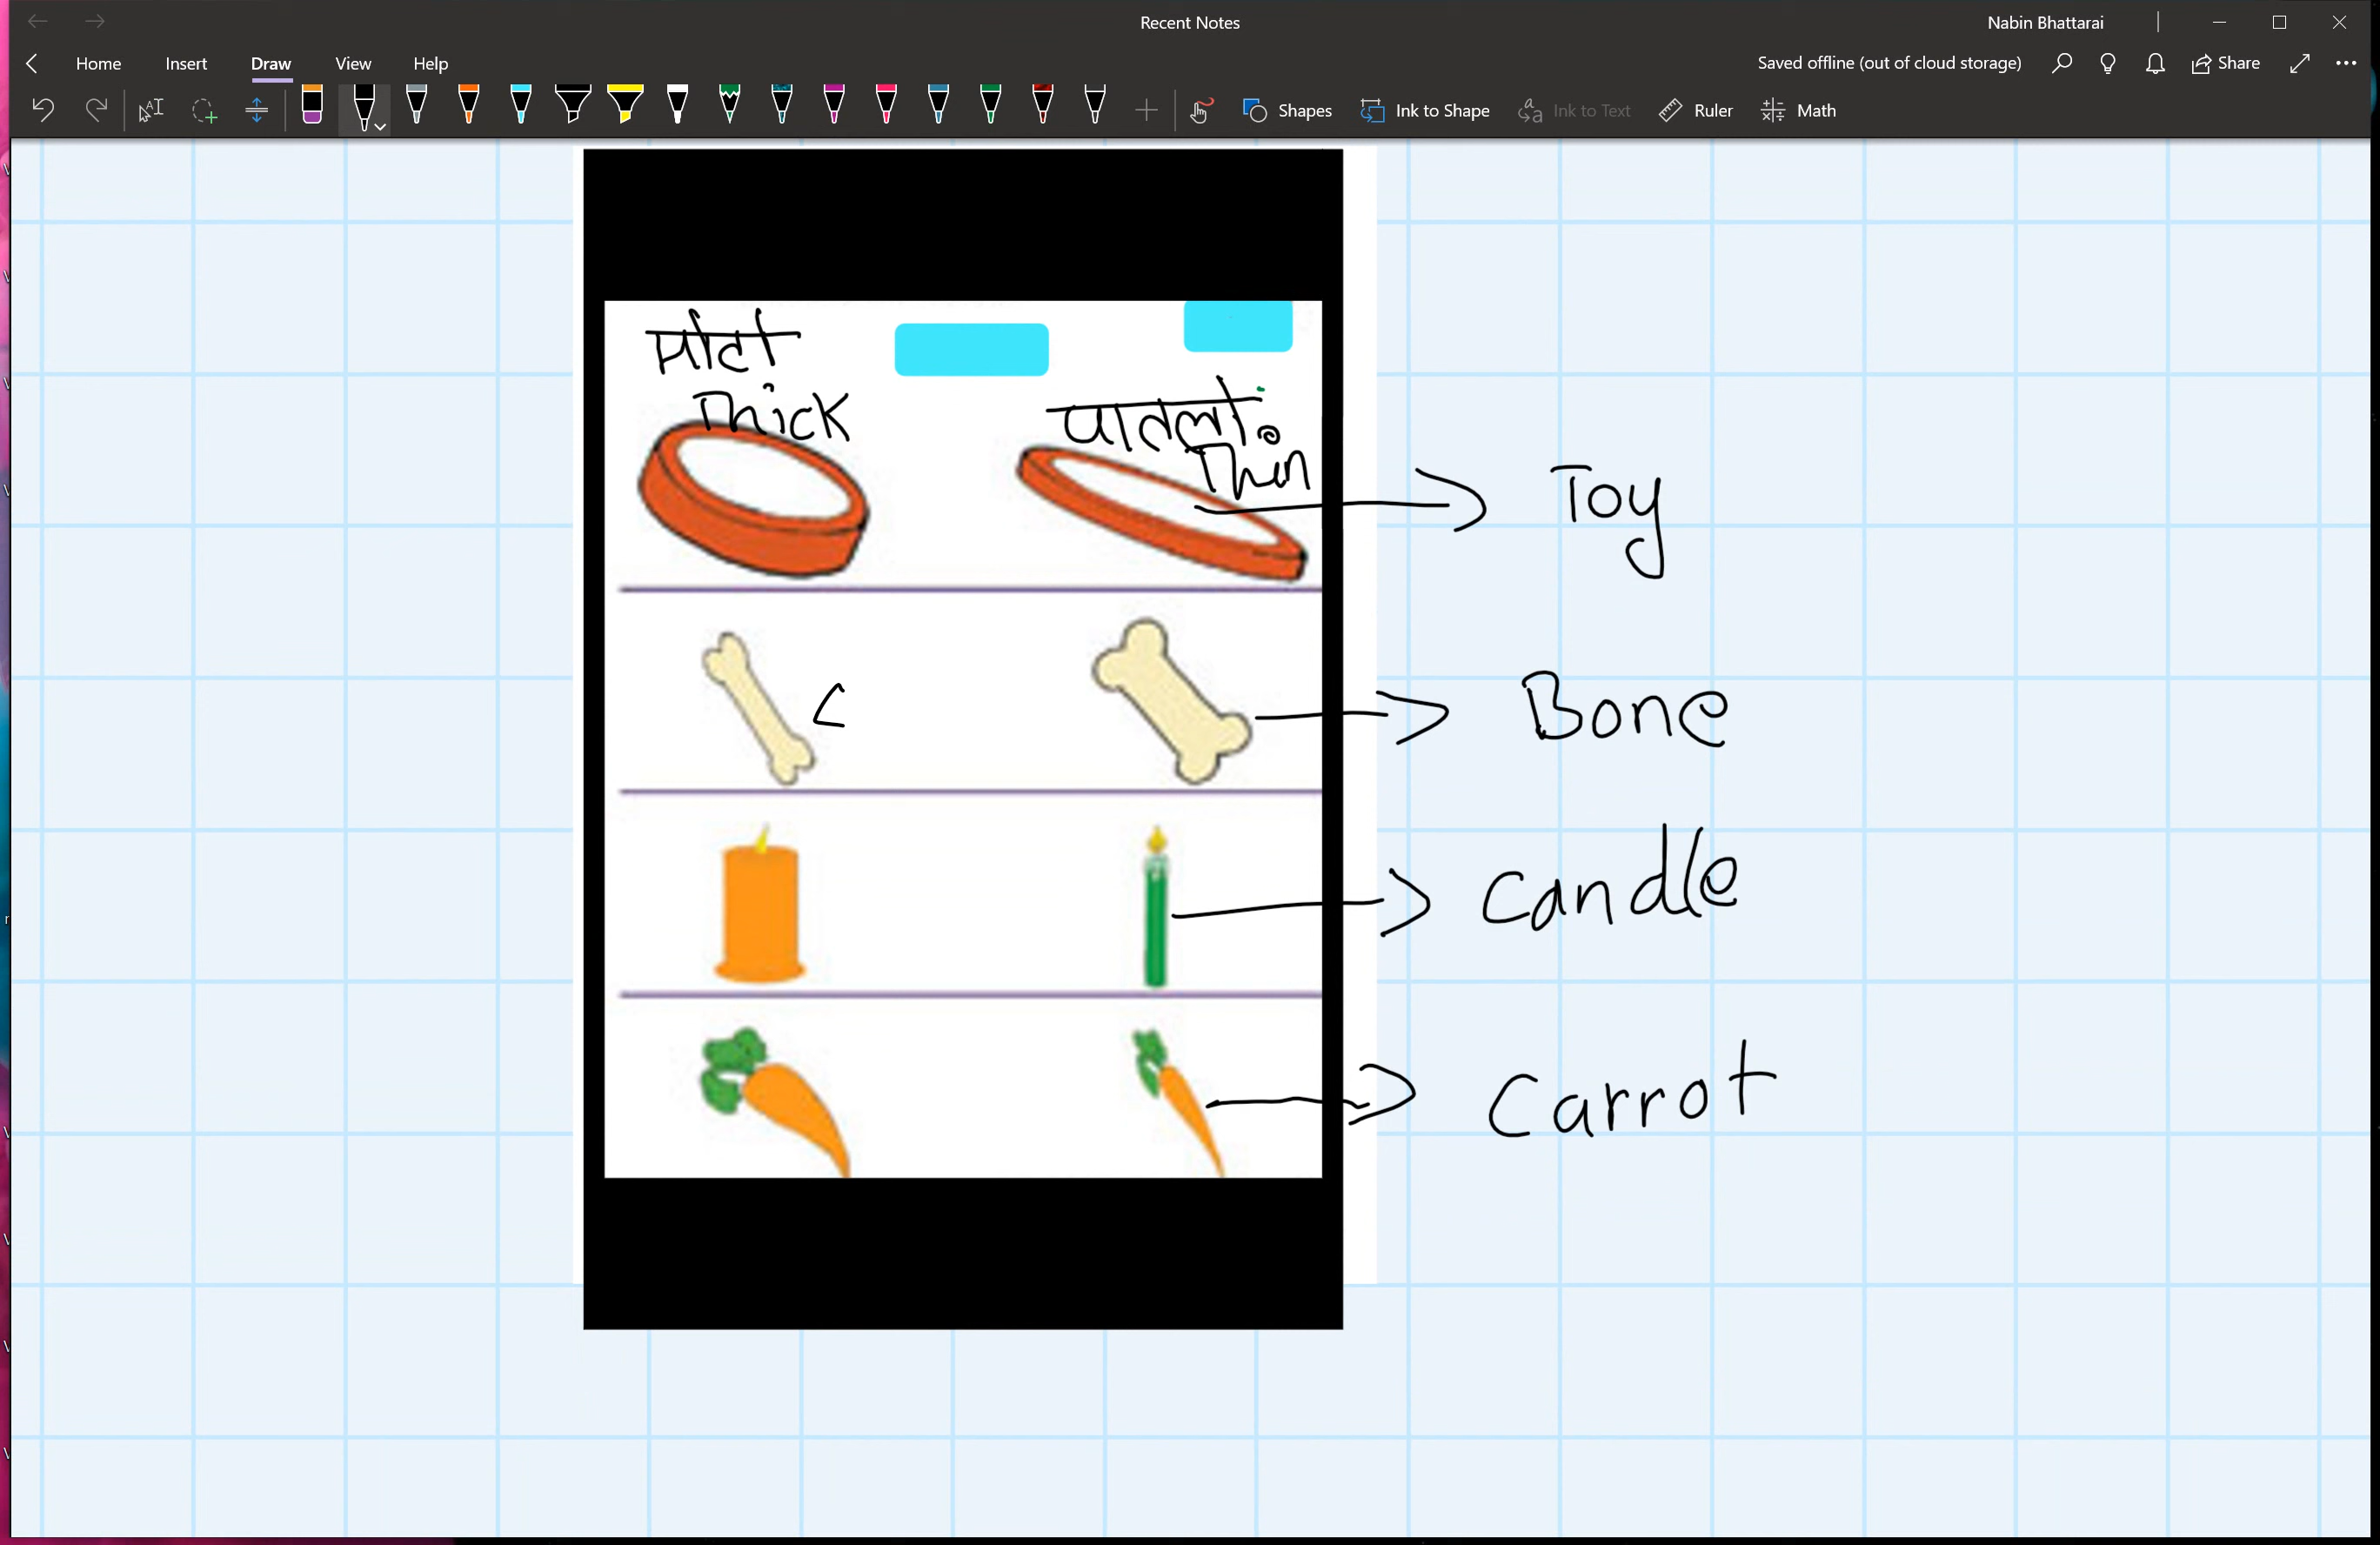 Recent Notes
Nabin Bhattarai
Home Insert Draw View Help
Saved offline (out of cloud storage)
Share
Shapes
Ink to Shape
Ink to Text
Ruler
Math
मोटो
Thick
पातलो
Thin
Toy
Bone
Candle
Carrot